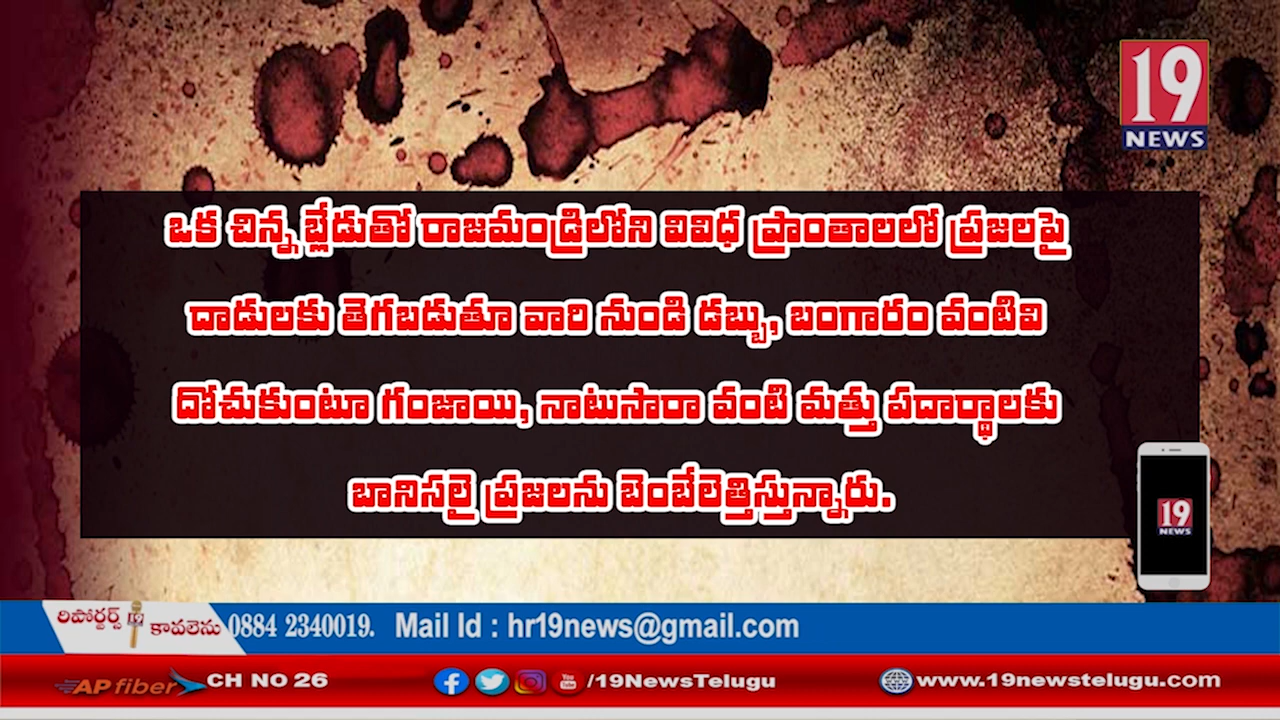 19
NEWS
ఒక చిన్న బ్లేడుతో రాజమండ్రిలోని వివిధ ప్రాంతాలలో ప్రజలపై
దాడులకు తెగబడుతూ వారి నుండి డబ్బు, బంగారం వంటివి
దోచుకుంటూ గంజాయి, నాటుసారా వంటి మత్తు పదార్థాలకు
బానిసలై ప్రజలను బెంబేలెత్తిస్తున్నారు.
19
NEWS
రిపోర్టర్స్ 19 కావలెను 0884 2340019. Mail Id : hr19news@gmail.com
AP fiber CH NO 26 /19NewsTelugu www.19newstelugu.com